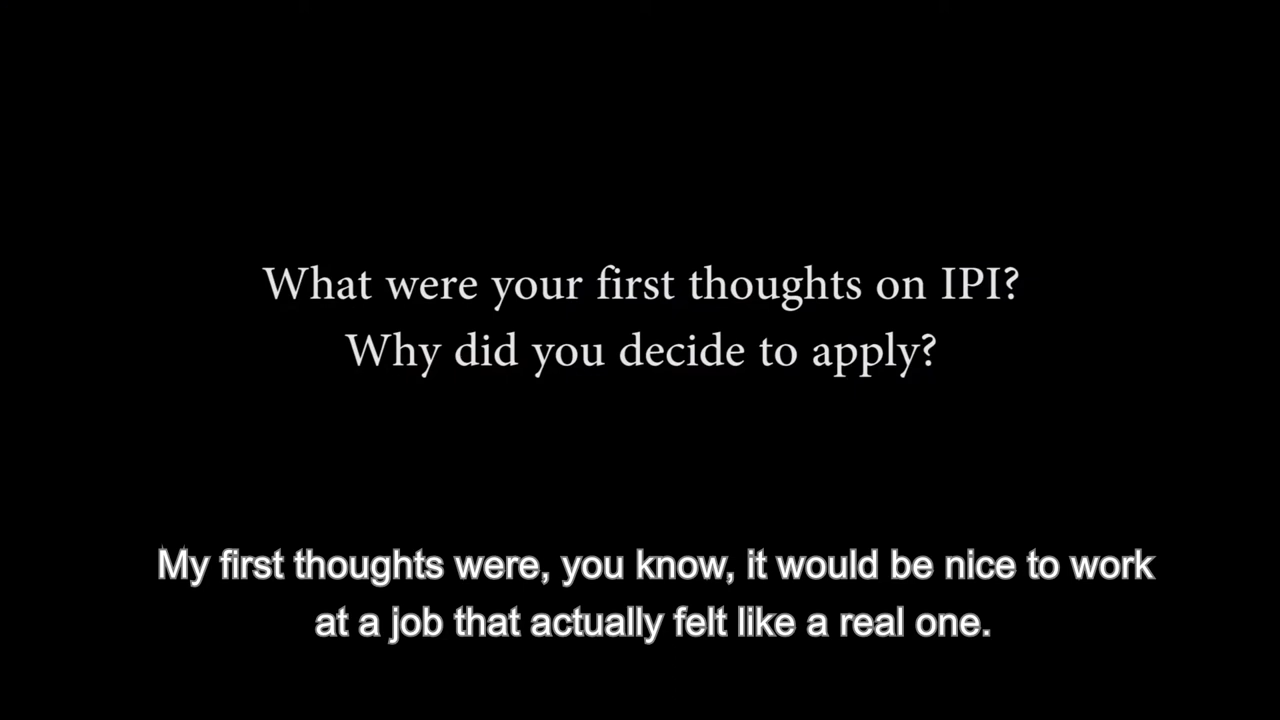 What were your first thoughts on IPI?
Why did you decide to apply?
My first thoughts were, you know, it would be nice to work
at a job that actually felt like a real one.